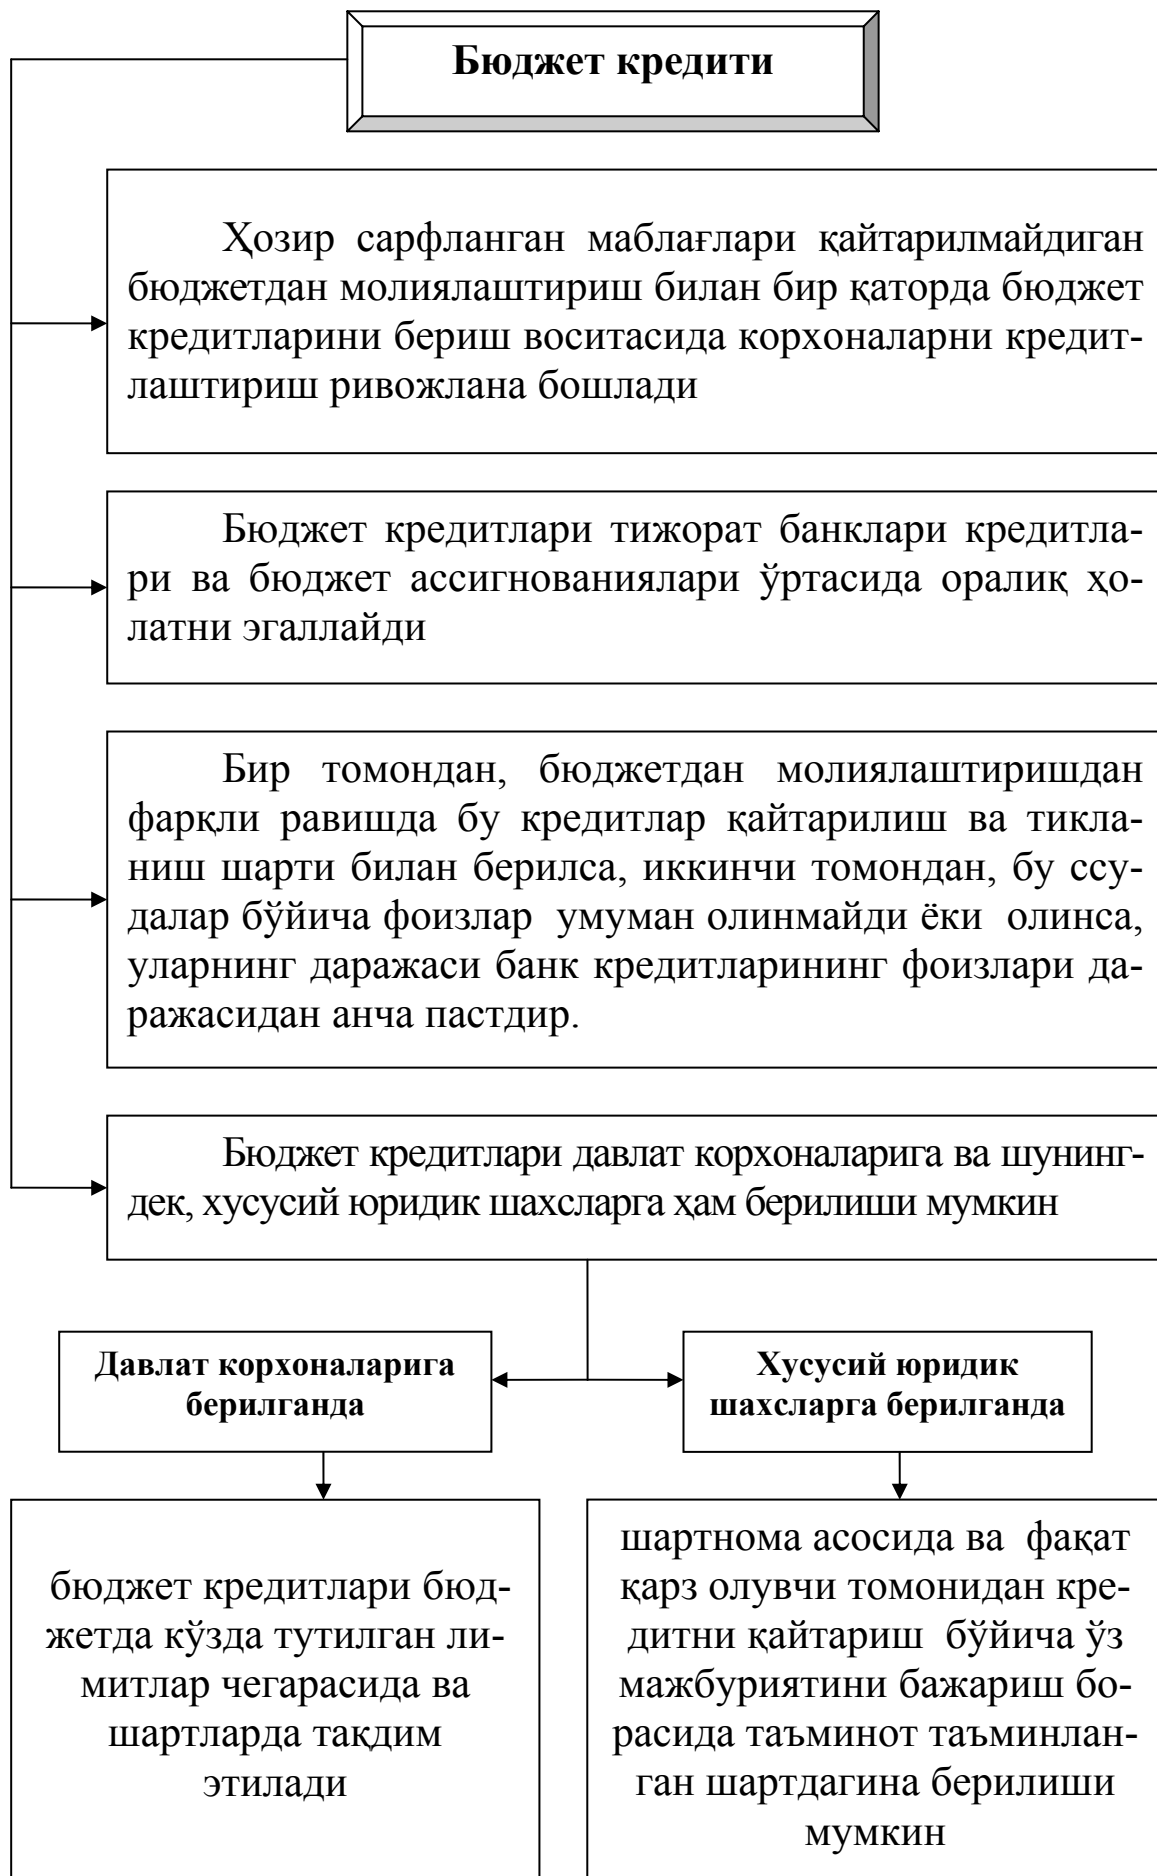 Бюджет кредити
Ҳозир сарфланган маблағлари қайтарилмайдиган
бюджетдан молиялаштириш билан бир қаторда бюджет
кредитларини бериш воситасида корхоналарни кредит-
лаштириш ривожлана бошлади
Бюджет кредитлари тижорат банклари кредитла-
ри ва бюджет ассигнованиялари ўртасида оралиқ ҳо-
латни эгаллайди
Бир томондан, бюджетдан молиялаштиришдан
фарқли равишда бу кредитлар қайтарилиш ва тикла-
ниш шарти билан берилса, иккинчи томондан, бу ссу-
далар бўйича фоизлар умуман олинмайди ёки олинса,
уларнинг даражаси банк кредитларининг фоизлари да-
ражасидан анча пастдир.
Бюджет кредитлари давлат корхоналарига ва шунинг-
дек, хусусий юридик шахсларга ҳам берилиши мумкин
Давлат корхоналарига
берилганда
Хусусий юридик
шахсларга берилганда
бюджет кредитлари бюд-
жетда кўзда тутилган ли-
митлар чегарасида ва
шартларда тақдим
этилади
шартнома асосида ва фақат
қарз олувчи томонидан кре-
дитни қайтариш бўйича ўз
мажбуриятини бажариш бо-
расида таъминот таъминлан-
ган шартдагина берилиши
мумкин